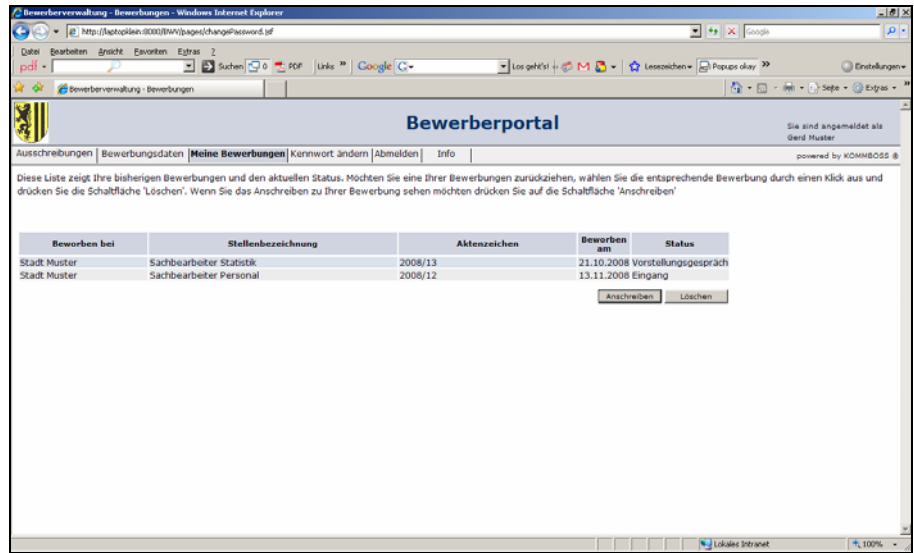 Bewerberverwaltung - Bewerbungen - Windows Internet Explorer
http://laptopklein:8080/BWV/pages/changePassword.jsf
Google
Datei Bearbeiten Ansicht Favoriten Extras ?
pdf Suchen 0 PDF Links » Google G Los geht's! Lesezeichen Popups okay » Einstellungen
Bewerberverwaltung - Bewerbungen Seite Extras »
Bewerberportal
Sie sind angemeldet als
Gerd Muster
Ausschreibungen Bewerbungsdaten Meine Bewerbungen Kennwort ändern Abmelden Info
powered by KOMMBOSS ®
Diese Liste zeigt Ihre bisherigen Bewerbungen und den aktuellen Status. Möchten Sie eine Ihrer Bewerbungen zurückziehen, wählen Sie die entsprechende Bewerbung durch einen Klick aus und
drücken Sie die Schaltfläche 'Löschen'. Wenn Sie das Anschreiben zu Ihrer Bewerbung sehen möchten drücken Sie auf die Schaltfläche 'Anschreiben'
Beworben bei Stellenbezeichnung Aktenzeichen Beworben am Status
Stadt Muster Sachbearbeiter Statistik 2008/13 21.10.2008 Vorstellungsgespräch
Stadt Muster Sachbearbeiter Personal 2008/12 13.11.2008 Eingang
Anschreiben Löschen
Lokales Intranet 100%